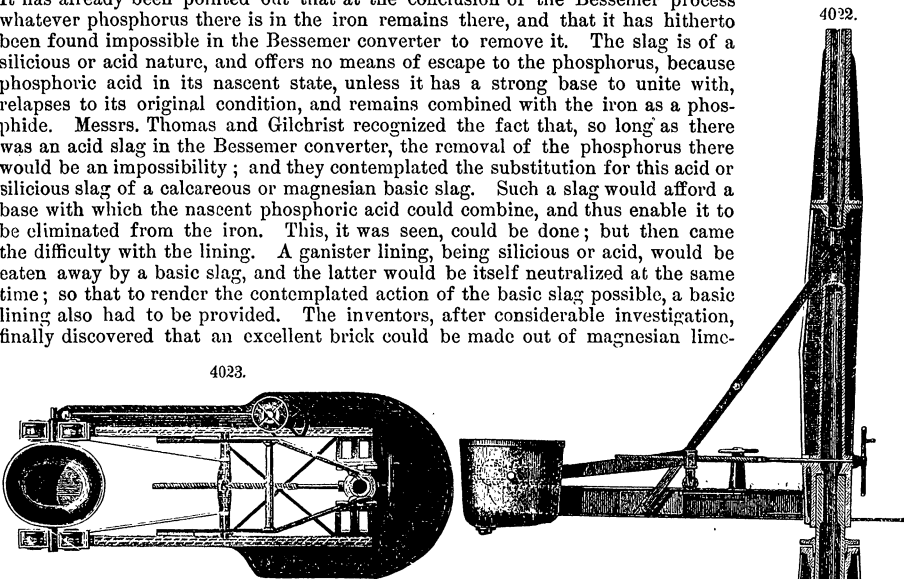 It has already been pointed out that at the conclusion of the Bessemer process
whatever phosphorus there is in the iron remains there, and that it has hitherto
been found impossible in the Bessemer converter to remove it. The slag is of a
silicious or acid nature, and offers no means of escape to the phosphorus, because
phosphoric acid in its nascent state, unless it has a strong base to unite with,
relapses to its original condition, and remains combined with the iron as a phos-
phide. Messrs. Thomas and Gilchrist recognized the fact that, so long as there
was an acid slag in the Bessemer converter, the removal of the phosphorus there
would be an impossibility; and they contemplated the substitution for this acid or
silicious slag of a calcareous or magnesian basic slag. Such a slag would afford a
base with which the nascent phosphoric acid could combine, and thus enable it to
be eliminated from the iron. This, it was seen, could be done; but then came
the difficulty with the lining. A ganister lining, being silicious or acid, would be
eaten away by a basic slag, and the latter would be itself neutralized at the same
time; so that to render the contemplated action of the basic slag possible, a basic
lining also had to be provided. The inventors, after considerable investigation,
finally discovered that an excellent brick could be made out of magnesian lime-
4022.
4023.